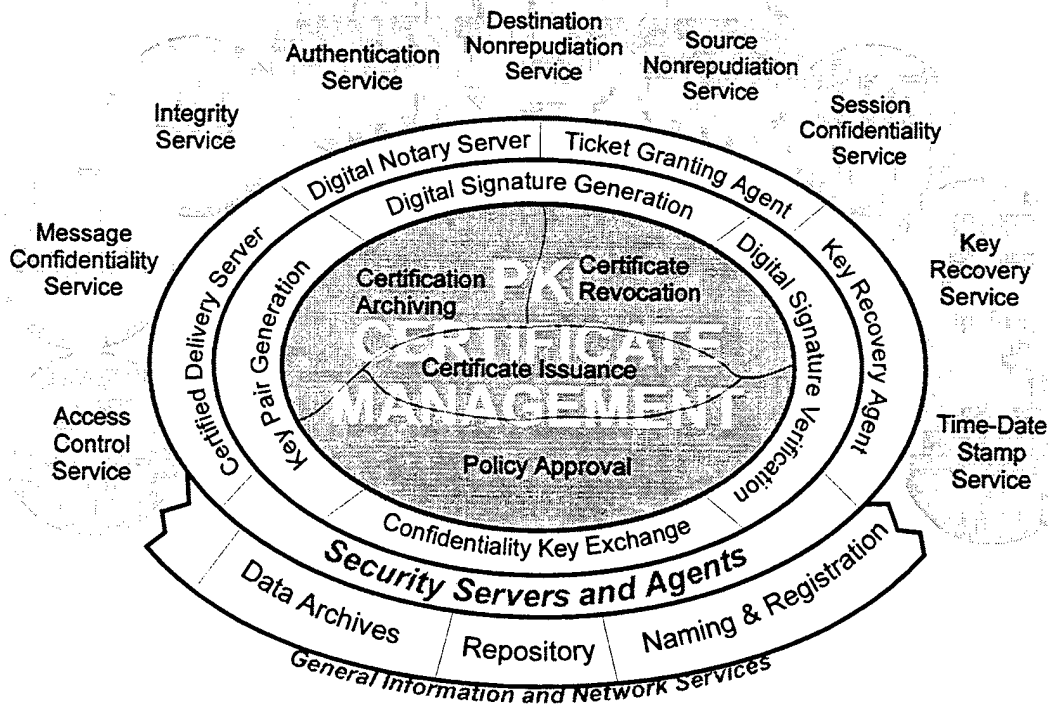 Destination
Nonrepudiation
Service
Authentication
Service
Source
Nonrepudiation
Service
Integrity
Service
Session
Confidentiality
Service
Digital Notary Server
Ticket Granting Agent
Digital Signature Generation
Message
Confidentiality
Service
Certified Delivery Server
Key Pair Generation
Certification
Archiving
PK
Certificate
Revocation
Digital Signature Verification
Key Recovery Agent
Key
Recovery
Service
CERTIFICATE
Certificate Issuance
MANAGEMENT
Access
Control
Service
Time-Date
Stamp
Service
Policy Approval
Confidentiality Key Exchange
Security Servers and Agents
Data Archives
Repository
Naming & Registration
General Information and Network Services